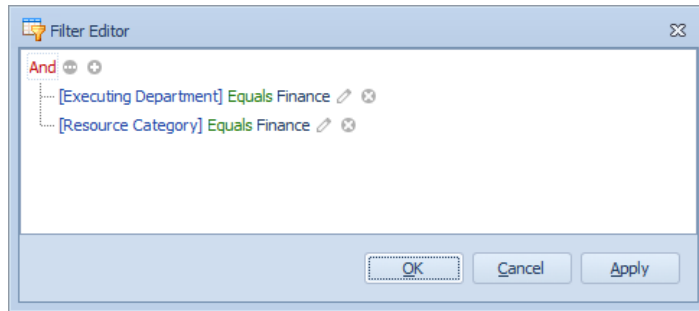 Filter Editor
And
[Executing Department] Equals Finance
[Resource Category] Equals Finance
OK Cancel Apply